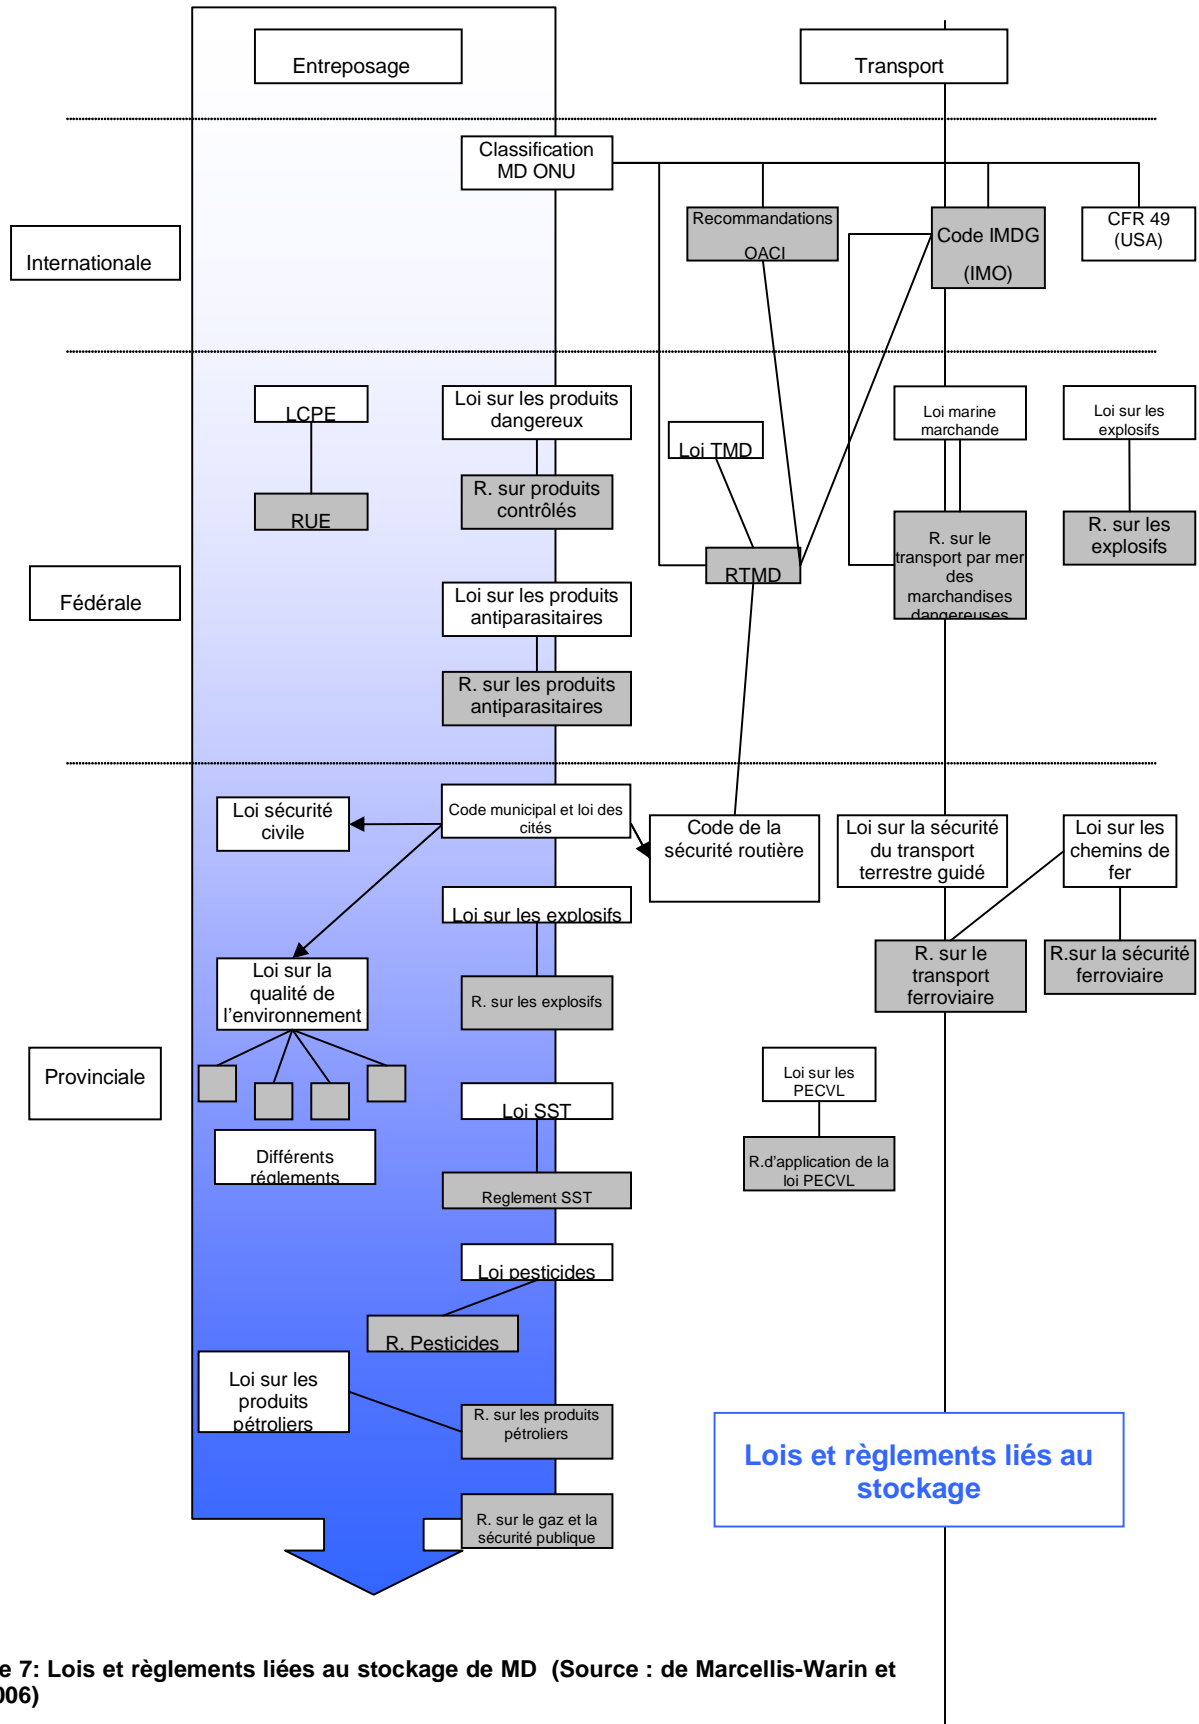 Entreposage
Transport
Classification
MD ONU
Recommandations
OACI
Code IMDG
(IMO)
CFR 49
(USA)
Internationale
LCPE
RUE
Loi sur les produits
dangereux
R. sur produits
contrôlés
Loi TMD
RTMD
Loi marine
marchande
R. sur le
transport par mer
des
marchandises
dangereuses
Loi sur les
explosifs
R. sur les
explosifs
Fédérale
Loi sur les produits
antiparasitaires
R. sur les produits
antiparasitaires
Loi sécurité
civile
Code municipal et loi des
cités
Code de la
sécurité routière
Loi sur la sécurité
du transport
terrestre guidé
Loi sur les
chemins de
fer
Loi sur les explosifs
R. sur les explosifs
Loi sur la
qualité de
l'environnement
R. sur le
transport
ferroviaire
R.sur la sécurité
ferroviaire
Provinciale
Différents
réglements
Loi SST
Reglement SST
Loi sur les
PECVL
R.d'application de la
loi PECVL
Loi pesticides
R. Pesticides
Loi sur les
produits
pétroliers
R. sur les produits
pétroliers
R. sur le gaz et la
sécurité publique
Lois et règlements liés au
stockage
e 7: Lois et règlements liées au stockage de MD (Source : de Marcellis-Warin et
006)